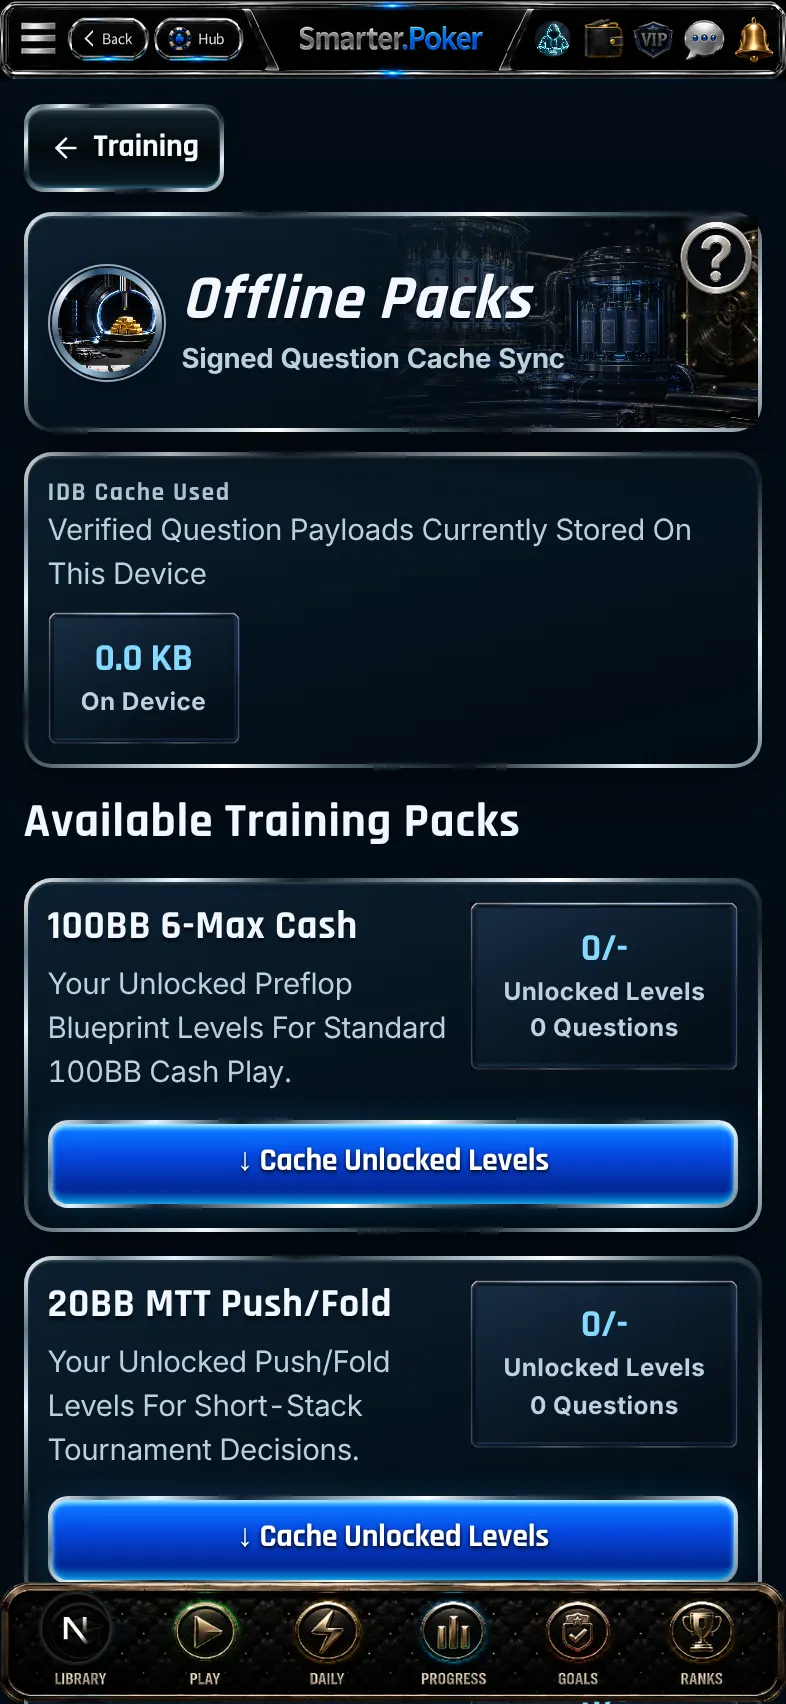 Back
Hub
Smarter.Poker
VIP
← Training
Offline Packs
?
Signed Question Cache Sync
IDB Cache Used
Verified Question Payloads Currently Stored On
This Device
0.0 KB
On Device
Available Training Packs
100BB 6-Max Cash
Your Unlocked Preflop
Blueprint Levels For Standard
100BB Cash Play.
0/-
Unlocked Levels
0 Questions
↓ Cache Unlocked Levels
20BB MTT Push/Fold
Your Unlocked Push/Fold
Levels For Short-Stack
Tournament Decisions.
0/-
Unlocked Levels
0 Questions
↓ Cache Unlocked Levels
N
LIBRARY
PLAY
DAILY
PROGRESS
GOALS
RANKS